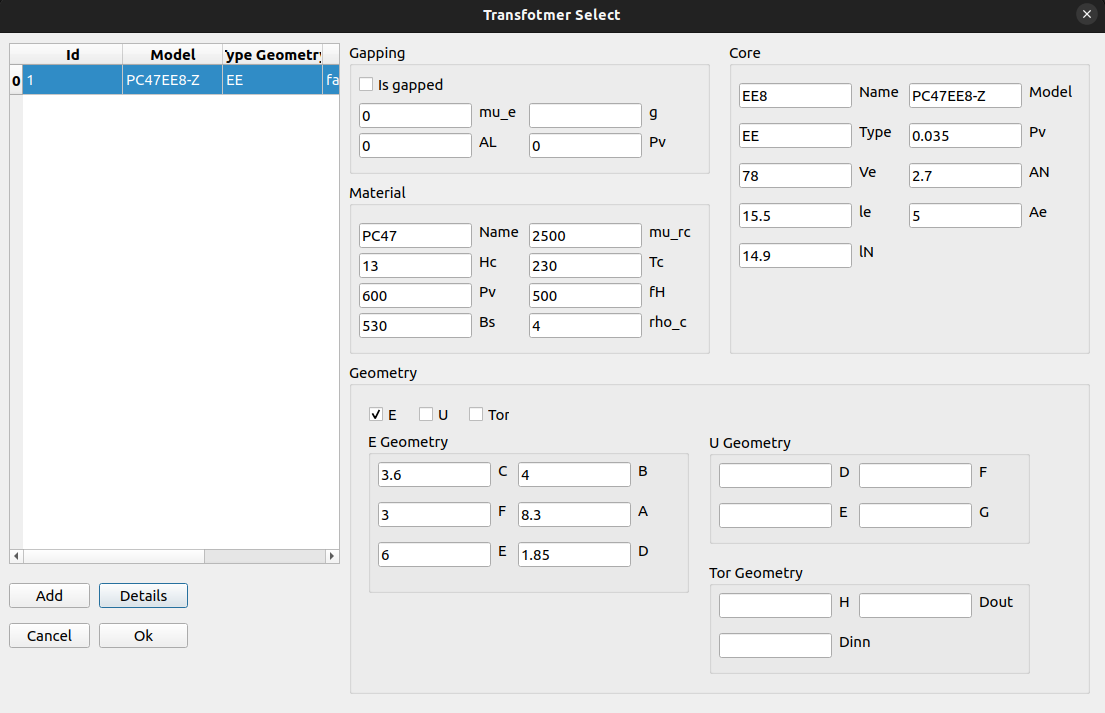 Transfotmer Select
Id Model ype Geometry
0 1 PC47EE8-Z EE fa
Add Details
Cancel Ok
Gapping
Is gapped
0 mu_e g
0 AL 0 Pv
Material
PC47 Name 2500 mu_rc
13 Hc 230 Tc
600 Pv 500 fH
530 Bs 4 rho_c
Core
EE8 Name PC47EE8-Z Model
EE Type 0.035 Pv
78 Ve 2.7 AN
15.5 le 5 Ae
14.9 lN
Geometry
E U Tor
E Geometry
3.6 C 4 B
3 F 8.3 A
6 E 1.85 D
U Geometry
D F
E G
Tor Geometry
H Dout
Dinn